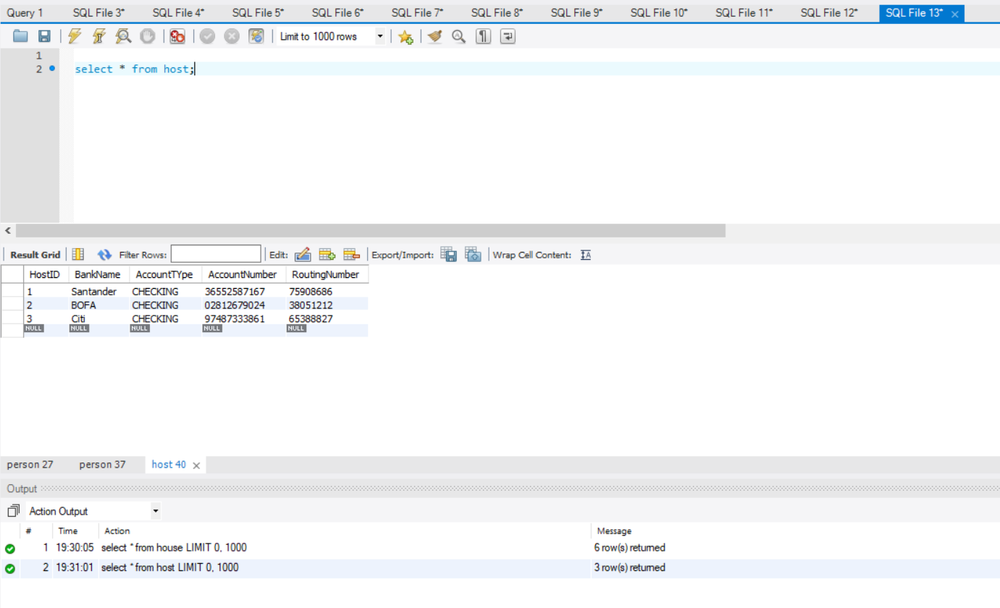 Query 1 SQL File 3* SQL File 4* SQL File 5* SQL File 6* SQL File 7* SQL File 8* SQL File 9* SQL File 10* SQL File 11* SQL File 12* SQL File 13*
Limit to 1000 rows
1
2 select * from host;
Result Grid Filter Rows: Edit: Export/Import: Wrap Cell Content:
HostID BankName AccountTYpe AccountNumber RoutingNumber
1 Santander CHECKING 36552587167 75908686
2 BOFA CHECKING 02812679024 38051212
3 Citi CHECKING 97487333861 65388827
NULL NULL NULL NULL NULL
person 27 person 37 host 40
Output
Action Output
# Time Action Message
1 19:30:05 select * from house LIMIT 0, 1000 6 row(s) returned
2 19:31:01 select * from host LIMIT 0, 1000 3 row(s) returned